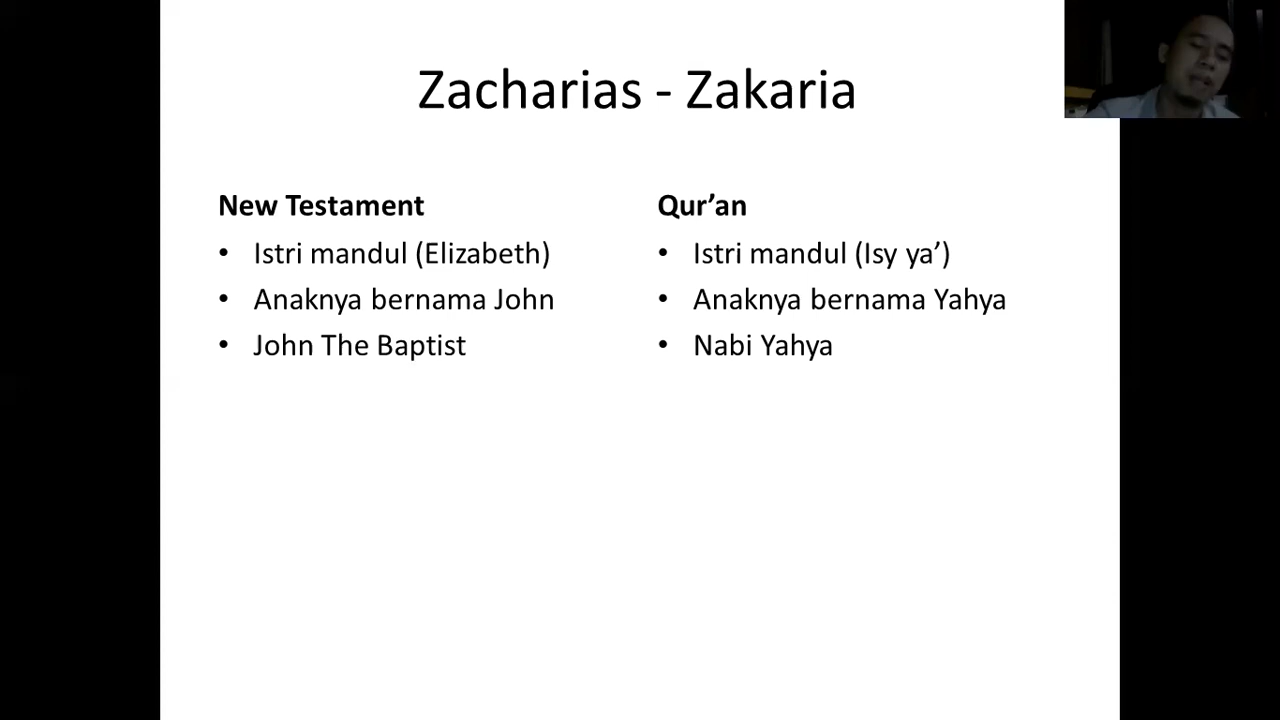 Zacharias - Zakaria
New Testament
• Istri mandul (Elizabeth)
• Anaknya bernama John
• John The Baptist
Qur’an
• Istri mandul (Isy ya’)
• Anaknya bernama Yahya
• Nabi Yahya